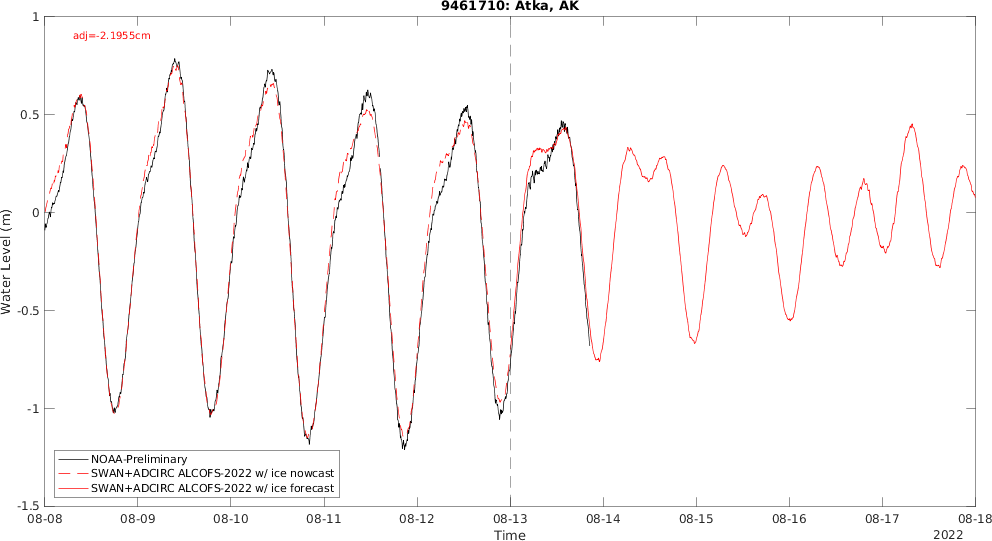 9461710: Atka, AK
adj=-2.1955cm
1
0.5
0
-0.5
-1
-1.5
Water Level (m)
NOAA-Preliminary
SWAN+ADCIRC ALCOFS-2022 w/ ice nowcast
SWAN+ADCIRC ALCOFS-2022 w/ ice forecast
08-08 08-09 08-10 08-11 08-12 08-13 08-14 08-15 08-16 08-17 08-18
Time
2022